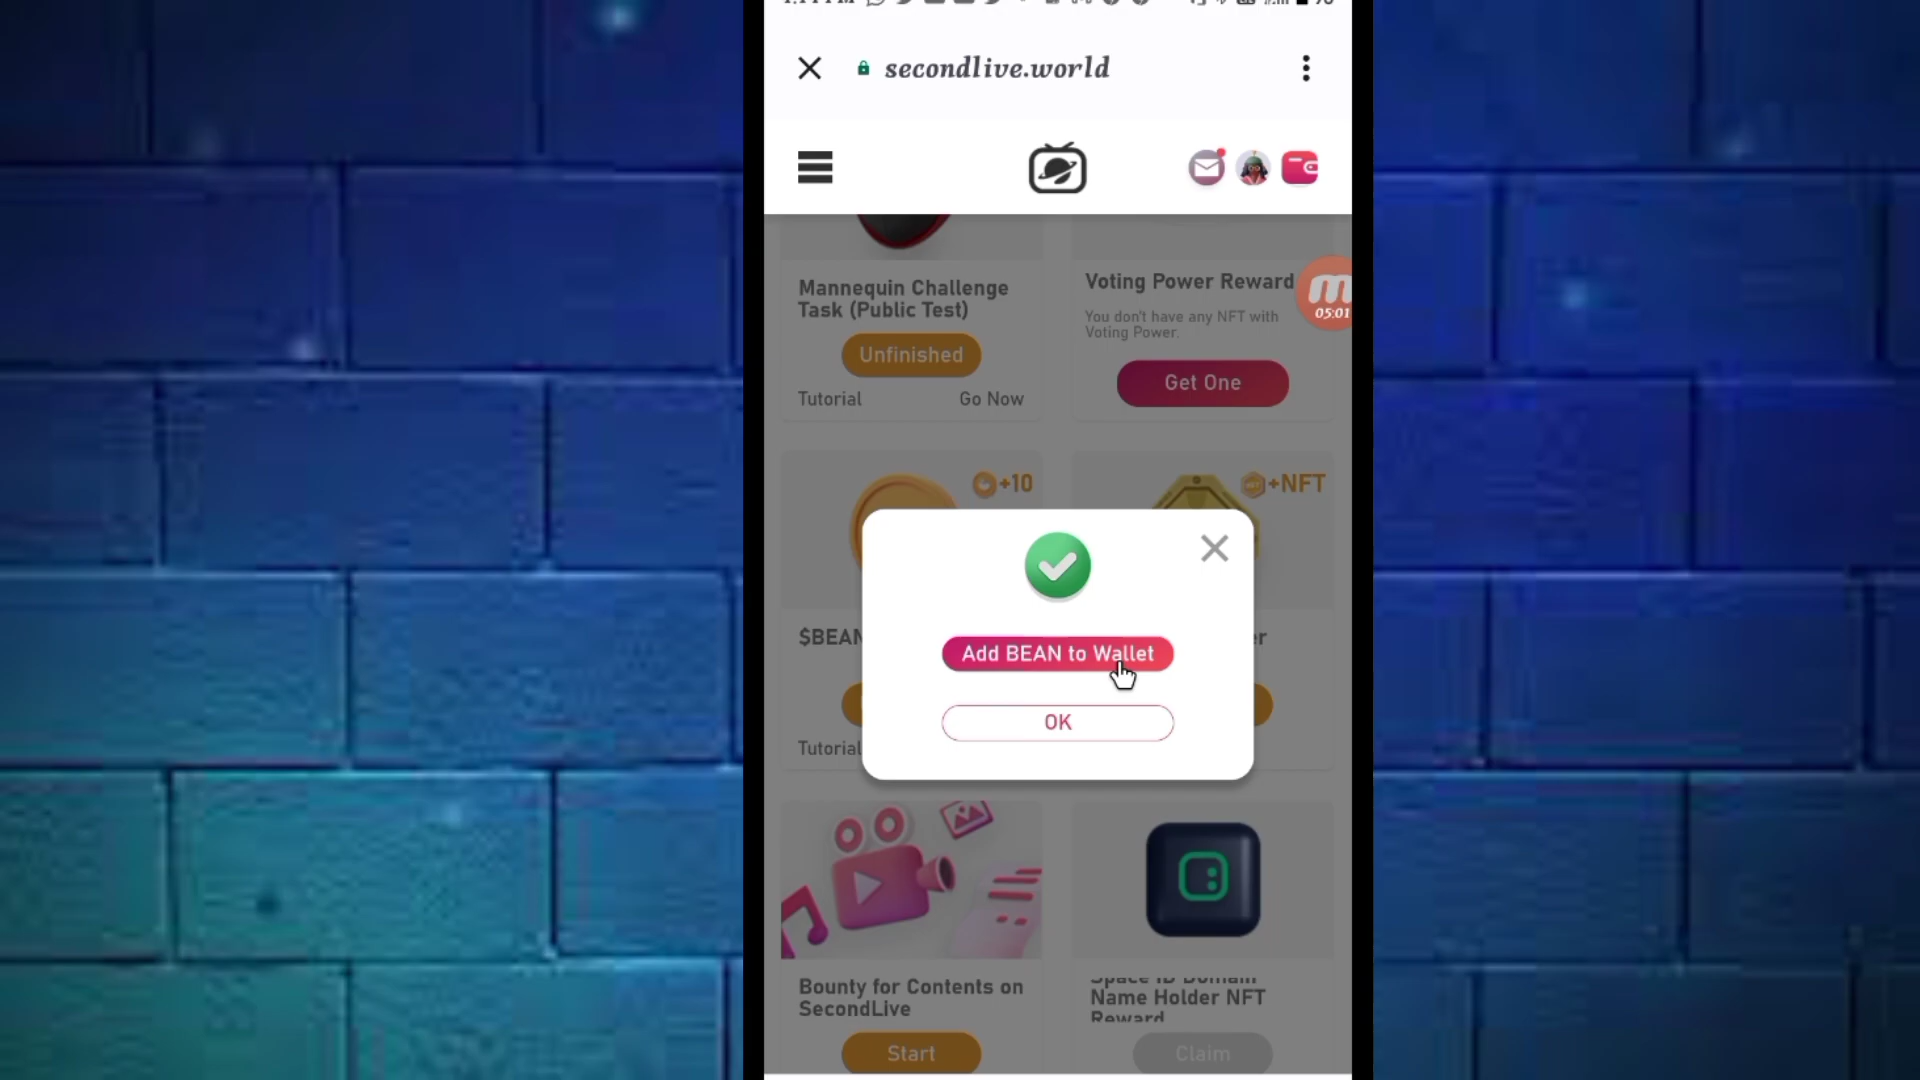 secondlive.world
Mannequin Challenge
Task (Public Test)
Unfinished
Tutorial
Go Now
Voting Power Reward
You don't have any NFT with
Voting Power.
Get One
05:01
+10
+NFT
$BEAN
Tutorial
Add BEAN to Wallet
OK
Bounty for Contents on
SecondLive
Start
Space ID Domain
Name Holder NFT
Reward
Claim